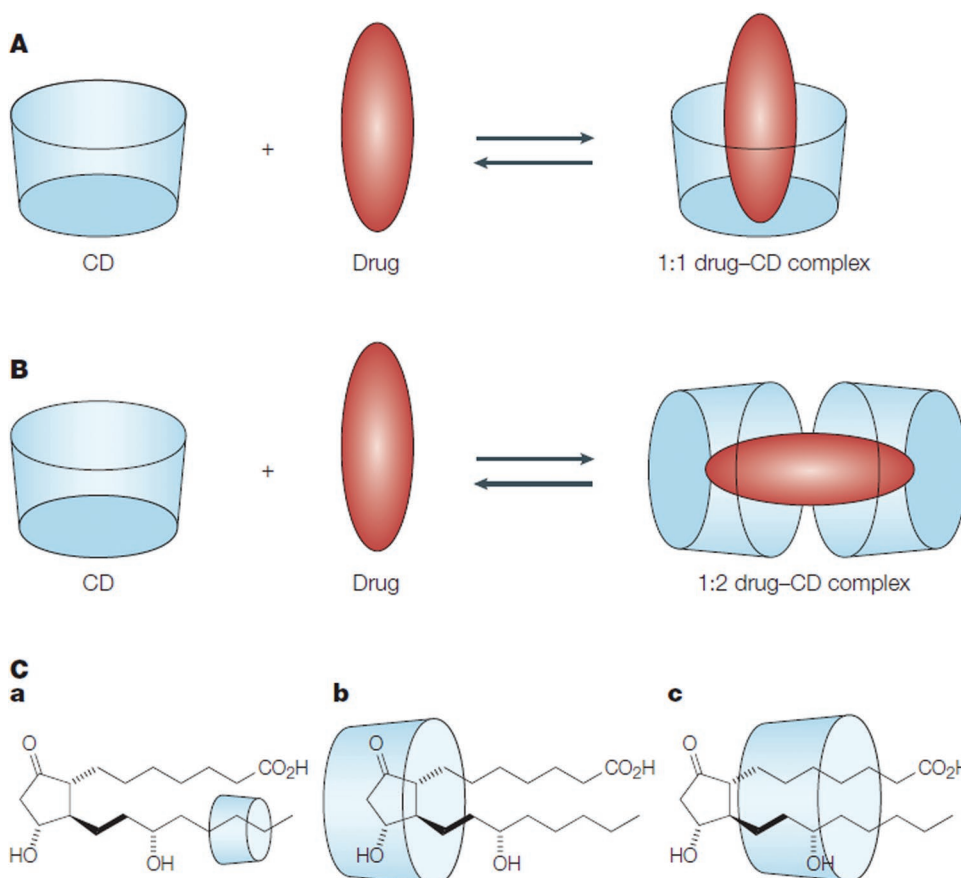 A
+
CD
Drug
1:1 drug–CD complex
B
+
CD
Drug
1:2 drug–CD complex
C
a
b
c
O
CO₂H
HO
OH
O
CO₂H
HO
OH
O
CO₂H
HO
OH